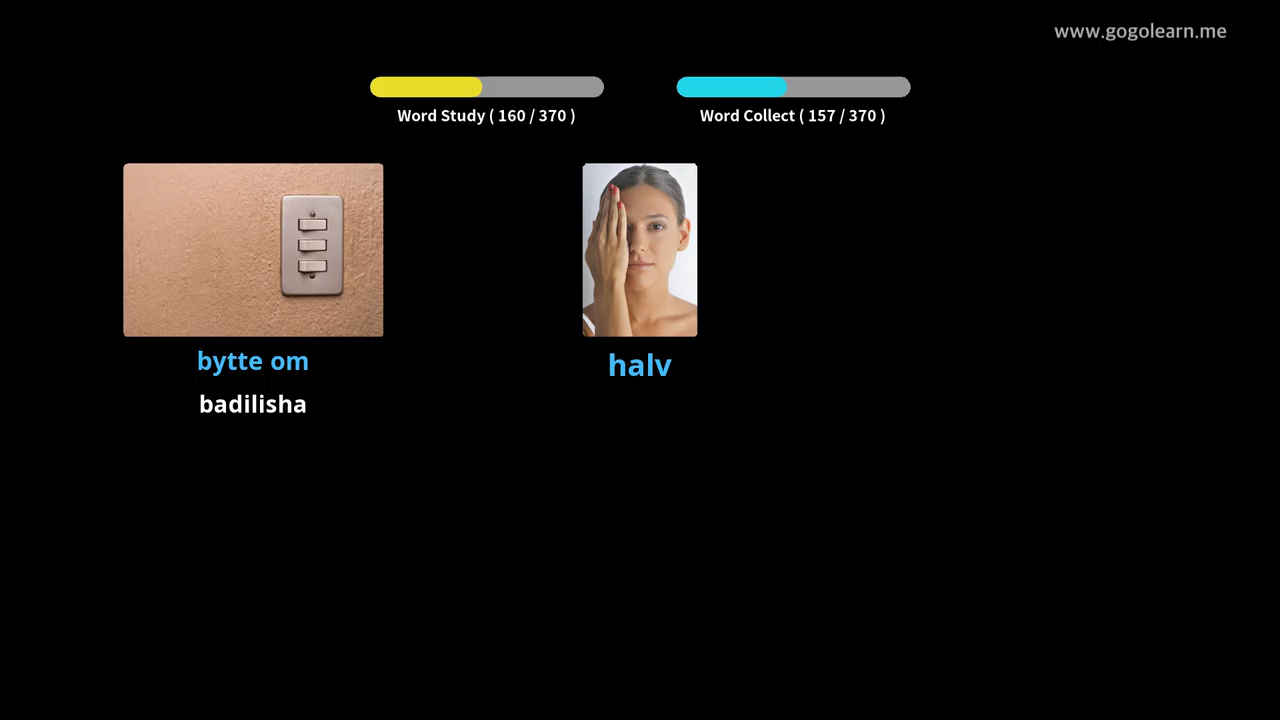 www.gogolearn.me
Word Study ( 160 / 370 )
Word Collect ( 157 / 370 )
bytte om
badilisha
halv